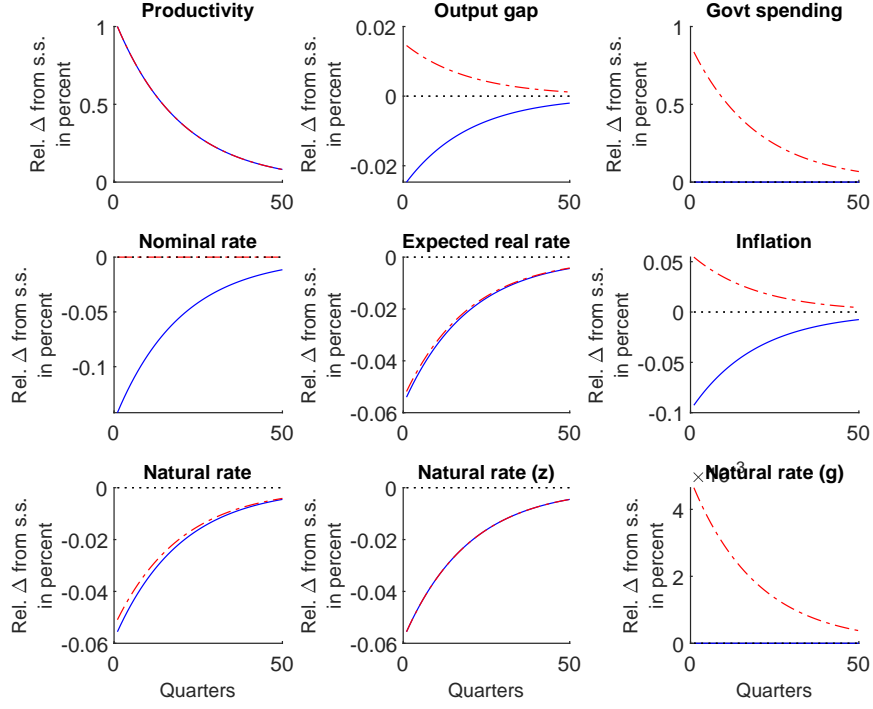 Productivity
Output gap
Govt spending
Rel. Δ from s.s.
in percent
1
0.5
0
0
50
Rel. Δ from s.s.
in percent
0.02
0
-0.02
0
50
Rel. Δ from s.s.
in percent
1
0.5
0
0
50
Nominal rate
Expected real rate
Inflation
Rel. Δ from s.s.
in percent
0
-0.05
-0.1
0
50
Rel. Δ from s.s.
in percent
0
-0.02
-0.04
-0.06
0
50
Rel. Δ from s.s.
in percent
0.05
0
-0.05
-0.1
0
50
Natural rate
Natural rate (z)
Natural rate (g)
Rel. Δ from s.s.
in percent
0
-0.02
-0.04
-0.06
0
50
Quarters
Rel. Δ from s.s.
in percent
0
-0.02
-0.04
-0.06
0
50
Quarters
Rel. Δ from s.s.
in percent
4
2
0
0
50
Quarters